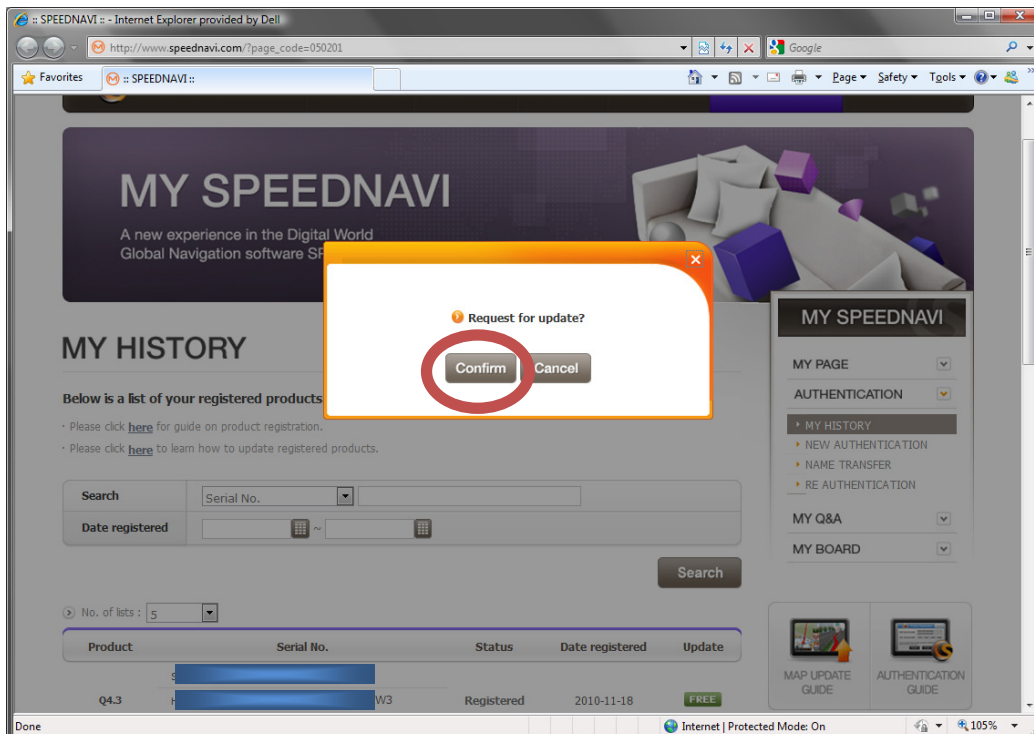 :: SPEEDNAVI :: - Internet Explorer provided by Dell
http://www.speednavi.com/?page_code=050201
Google
Favorites
:: SPEEDNAVI ::
Page
Safety
Tools
MY SPEEDNAVI
A new experience in the Digital World
Global Navigation software
Request for update?
Confirm
Cancel
MY HISTORY
Below is a list of your registered products
· Please click here for guide on product registration.
· Please click here to learn how to update registered products.
Search
Serial No.
Date registered
~
Search
No. of lists :
5
Product
Serial No.
Status
Date registered
Update
Q4.3
W3
Registered
2010-11-18
FREE
MY SPEEDNAVI
MY PAGE
AUTHENTICATION
MY HISTORY
NEW AUTHENTICATION
NAME TRANSFER
RE AUTHENTICATION
MY Q&A
MY BOARD
MAP UPDATE
GUIDE
AUTHENTICATION
GUIDE
Done
Internet | Protected Mode: On
105%